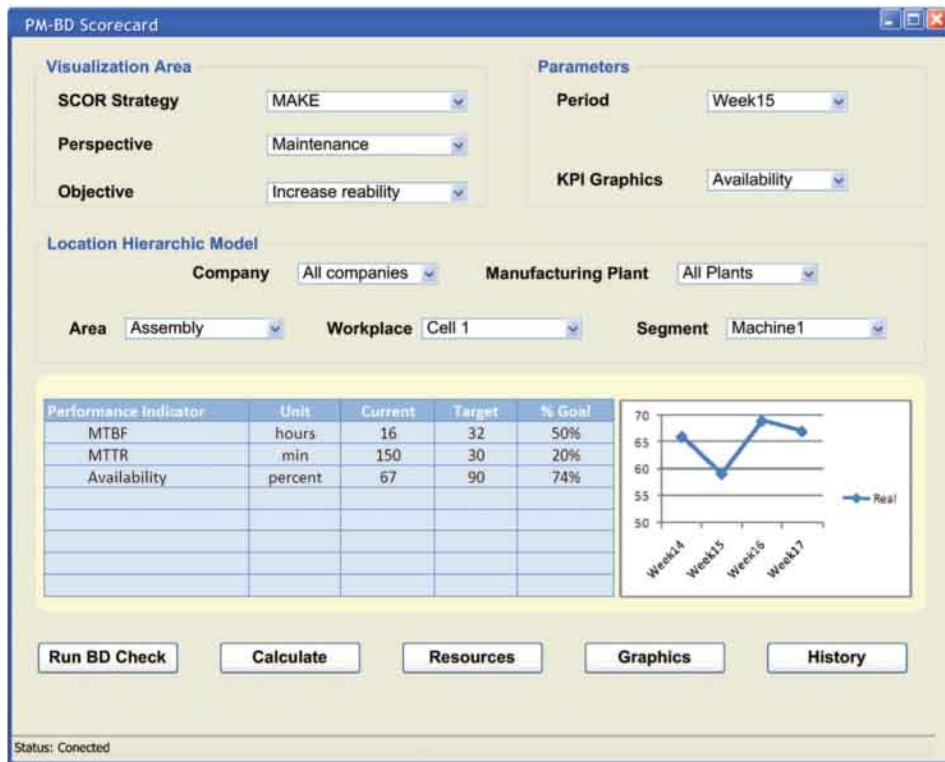 PM-BD Scorecard
Visualization Area
SCOR Strategy MAKE
Perspective Maintenance
Objective Increase reability
Parameters
Period Week15
KPI Graphics Availability
Location Hierarchic Model
Company All companies Manufacturing Plant All Plants
Area Assembly Workplace Cell 1 Segment Machine1
Performance Indicator Unit Current Target % Goal
MTBF hours 16 32 50%
MTTR min 150 30 20%
Availability percent 67 90 74%
70
65
60
55
50
Week14 Week15 Week16 Week17
Real
Run BD Check Calculate Resources Graphics History
Status: Conected